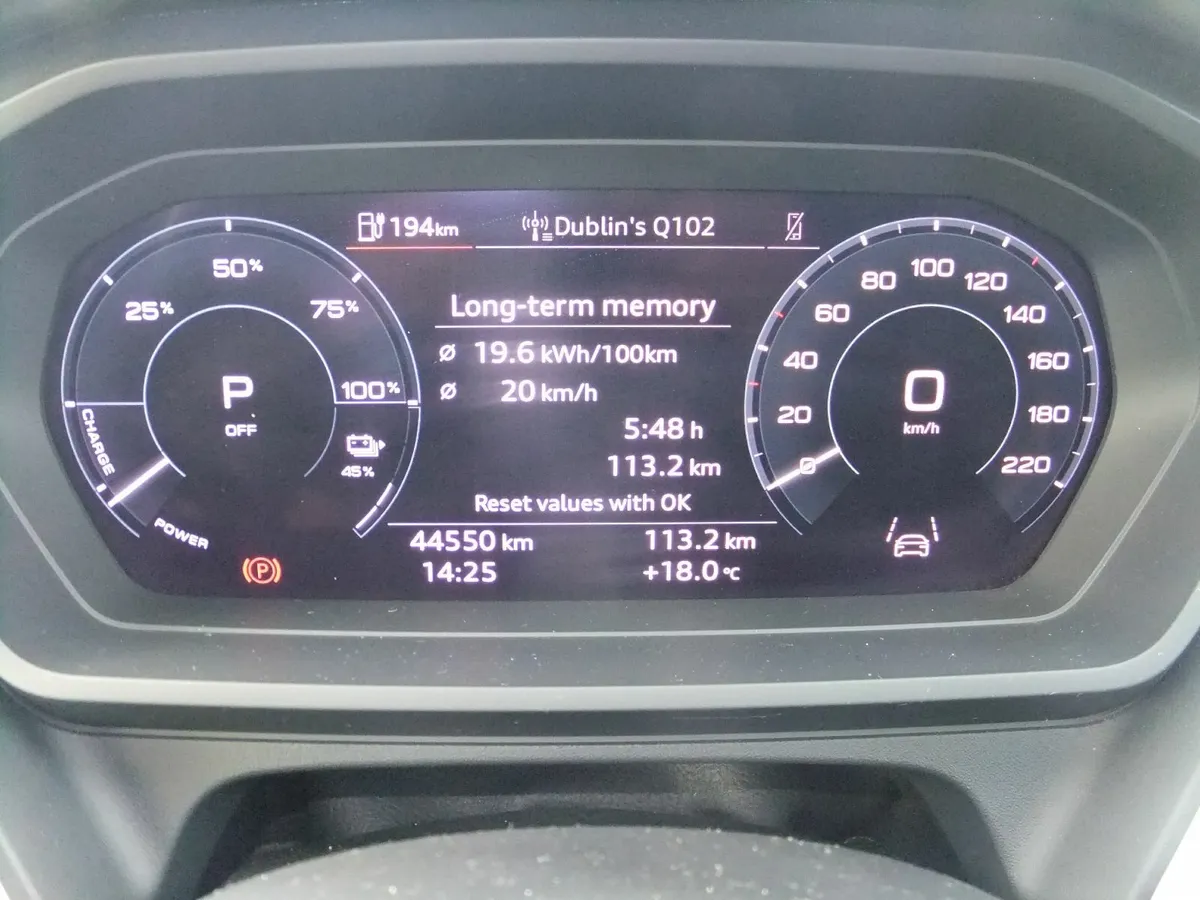 194km Dublin's Q102
50%
25% 75%
100%
P
OFF
CHARGE
45%
POWER
Long-term memory
Ø 19.6 kWh/100km
Ø 20 km/h
5:48 h
113.2 km
Reset values with OK
44550 km 113.2 km
14:25 +18.0°C
(P)
0 20 40 60 80 100 120 140 160 180 220
0
km/h